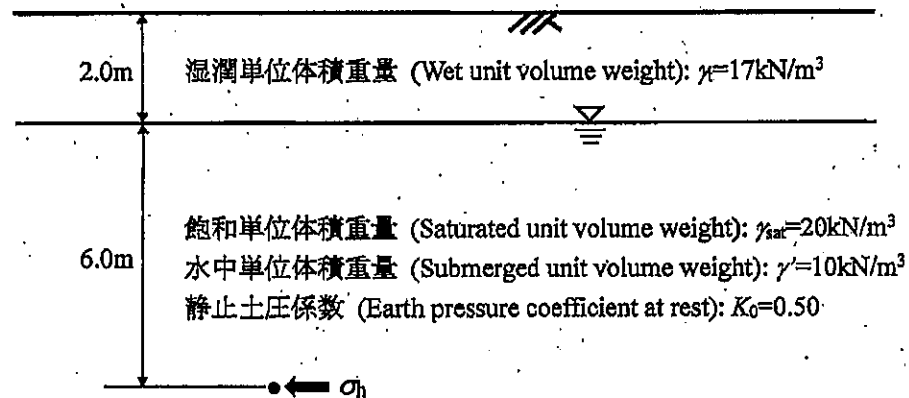 2.0m
湿潤単位体積重量 (Wet unit volume weight): γt=17kN/m³
6.0m
飽和単位体積重量 (Saturated unit volume weight): γsat=20kN/m³
水中単位体積重量 (Submerged unit volume weight): γ'=10kN/m³
静止土圧係数 (Earth pressure coefficient at rest): K₀=0.50
σh